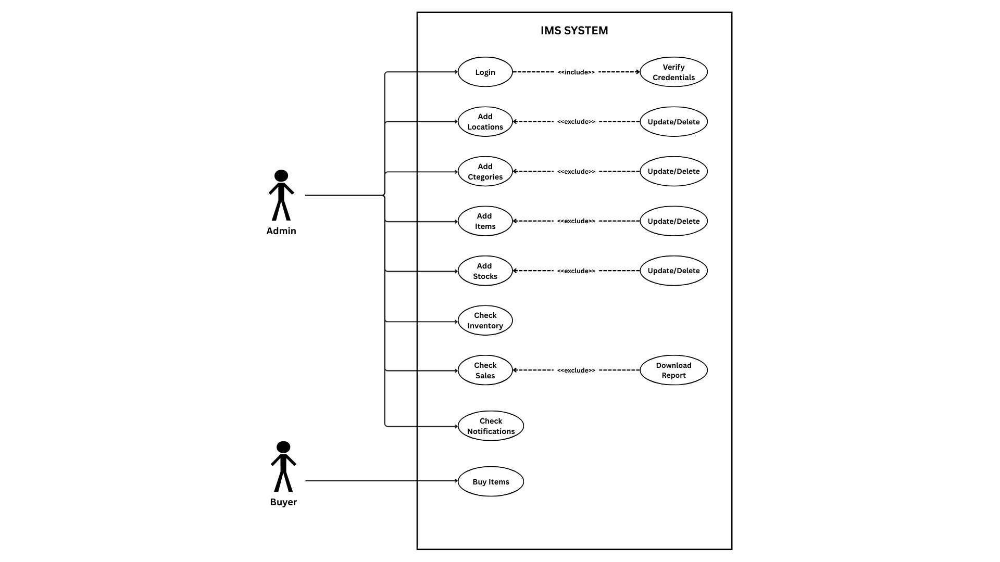 IMS SYSTEM
Login
<<include>>
Verify
Credentials
Add
Locations
<<exclude>>
Update/Delete
Add
Ctegories
<<exclude>>
Update/Delete
Admin
Add
Items
<<exclude>>
Update/Delete
Add
Stocks
<<exclude>>
Update/Delete
Check
Inventory
Check
Sales
<<exclude>>
Download
Report
Check
Notifications
Buyer
Buy Items